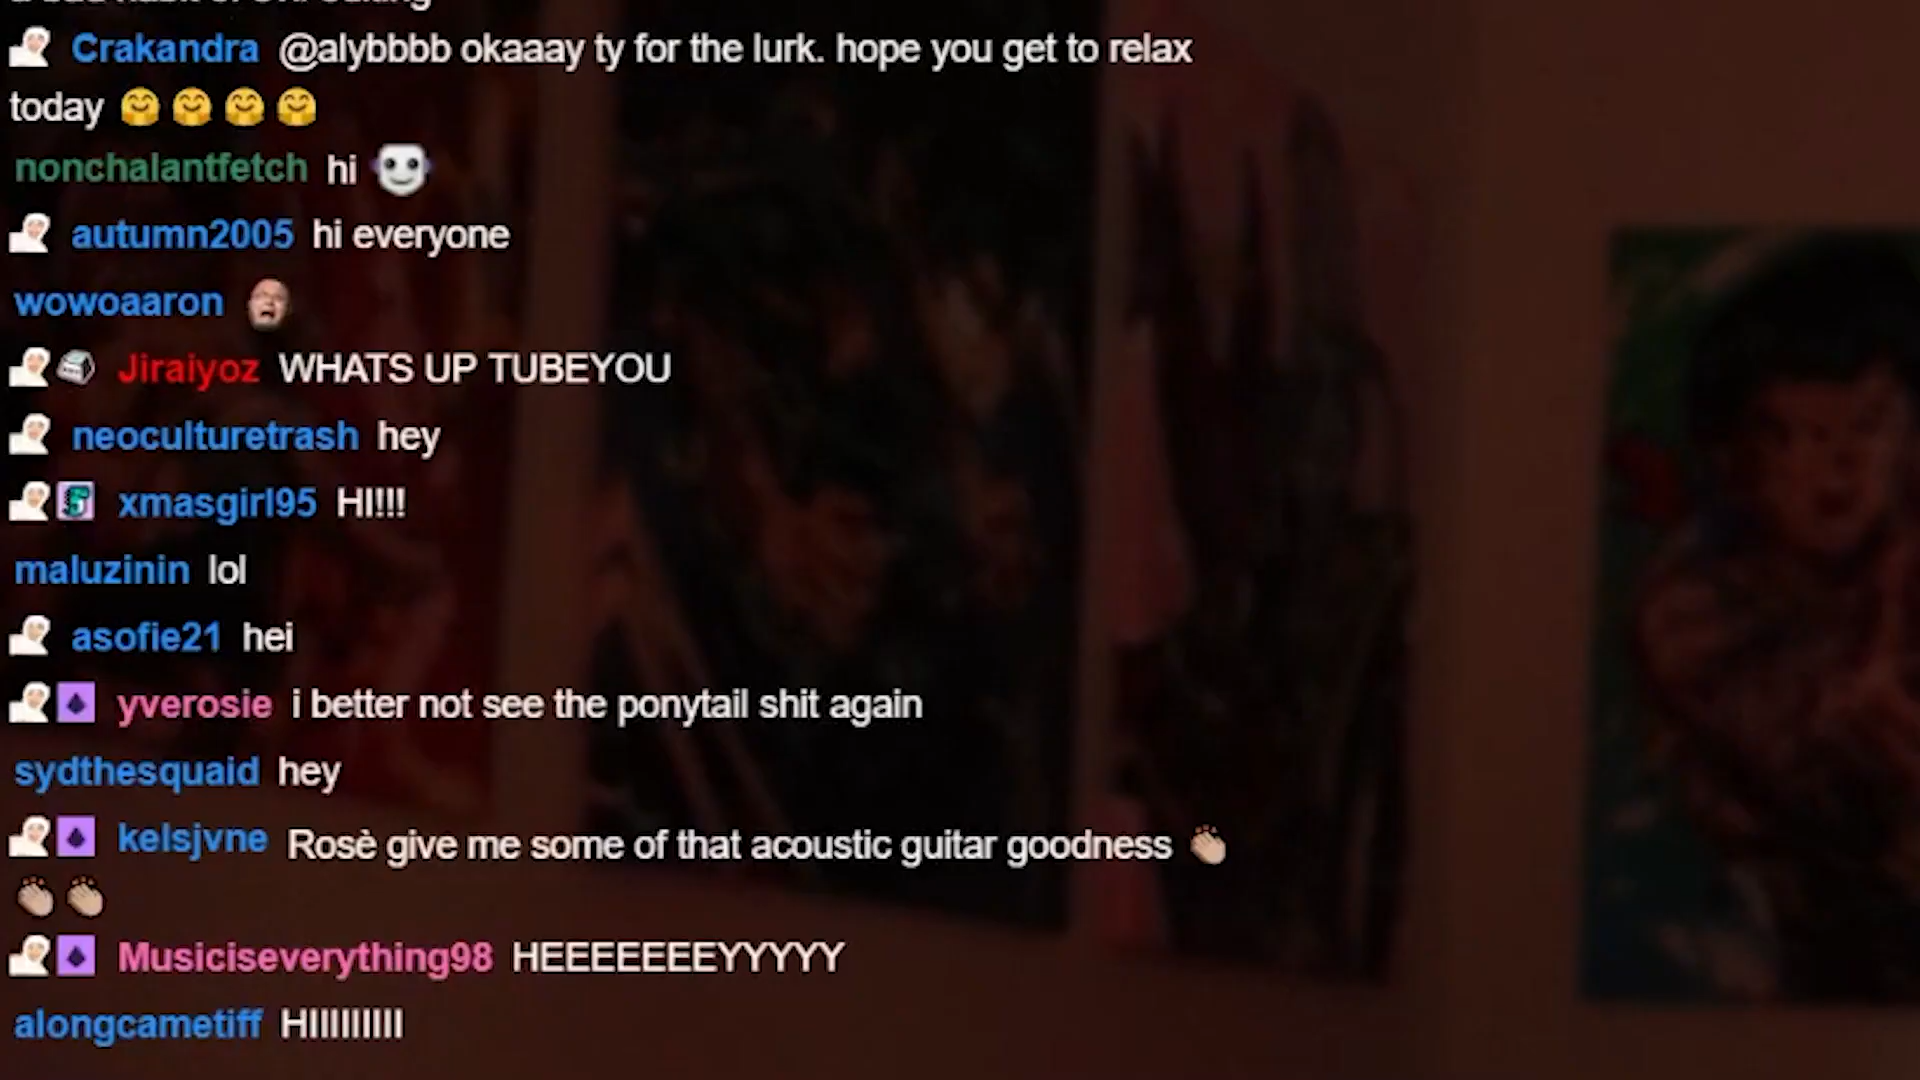 Crakandra @alybbbb okaaay ty for the lurk. hope you get to relax
today 🤗 🤗 🤗 🤗
nonchalantfetch hi
autumn2005 hi everyone
wowoaaron
Jiraiyoz WHATS UP TUBEYOU
neoculturetrash hey
xmasgirl95 HI!!!
maluzinin lol
asofie21 hei
yverosie i better not see the ponytail shit again
sydthesquaid hey
kelsjvne Rosè give me some of that acoustic guitar goodness 👏🏼
👏🏼 👏🏼
Musiciseverything98 HEEEEEEEYYYYY
alongcametiff HIIIIIIIII